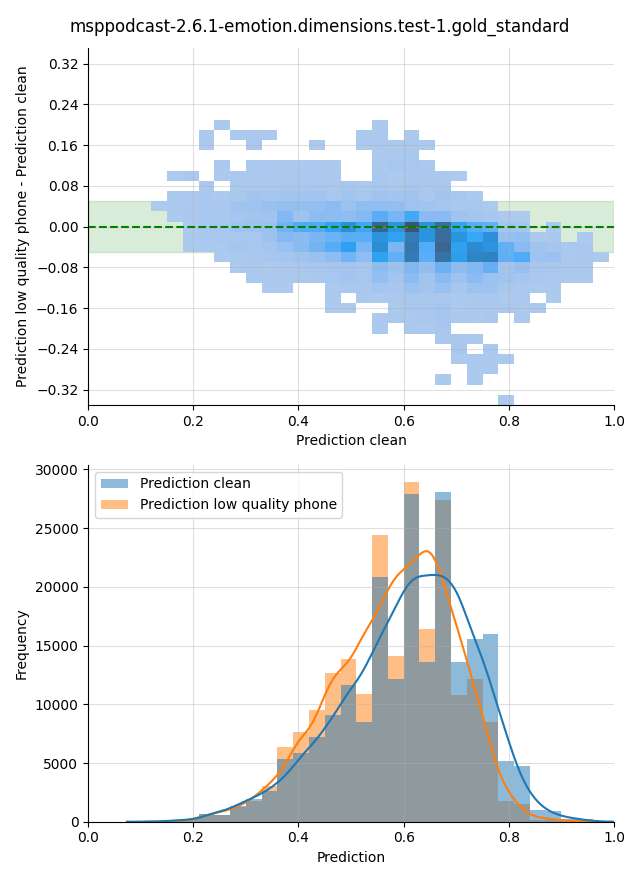 msppodcast-2.6.1-emotion.dimensions.test-1.gold_standard
Prediction low quality phone - Prediction clean
0.32
0.24
0.16
0.08
0.00
−0.08
−0.16
−0.24
−0.32
0.0 0.2 0.4 0.6 0.8 1.0
Prediction clean
Frequency
30000
25000
20000
15000
10000
5000
0
Prediction clean
Prediction low quality phone
0.0 0.2 0.4 0.6 0.8 1.0
Prediction